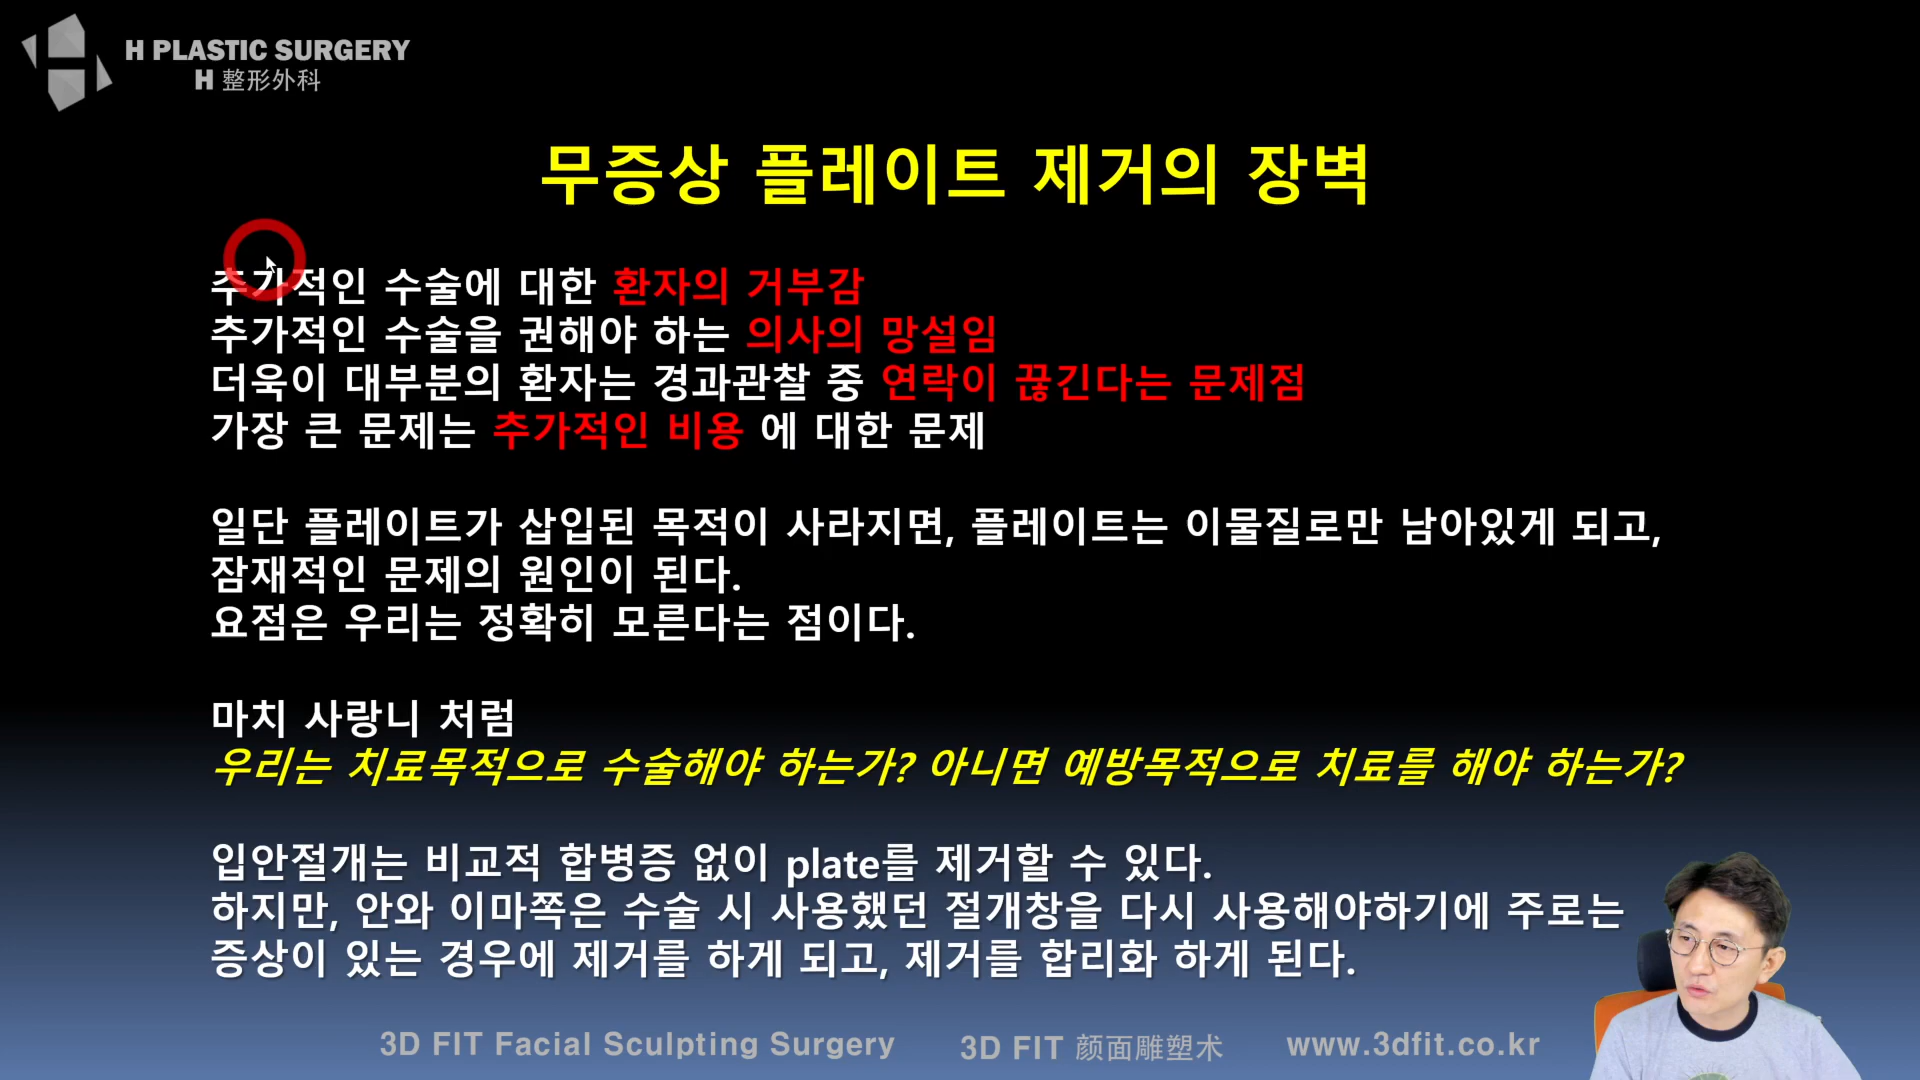 H PLASTIC SURGERY
H 整形外科
무증상 플레이트 제거의 장벽
추가적인 수술에 대한 환자의 거부감
추가적인 수술을 권해야 하는 의사의 망설임
더욱이 대부분의 환자는 경과관찰 중 연락이 끊긴다는 문제점
가장 큰 문제는 추가적인 비용 에 대한 문제
일단 플레이트가 삽입된 목적이 사라지면, 플레이트는 이물질로만 남아있게 되고,
잠재적인 문제의 원인이 된다.
요점은 우리는 정확히 모른다는 점이다.
마치 사랑니 처럼
우리는 치료목적으로 수술해야 하는가? 아니면 예방목적으로 치료를 해야 하는가?
입안절개는 비교적 합병증 없이 plate를 제거할 수 있다.
하지만, 안와 이마쪽은 수술 시 사용했던 절개창을 다시 사용해야하기에 주로는
증상이 있는 경우에 제거를 하게 되고, 제거를 합리화 하게 된다.
3D FIT Facial Sculpting Surgery 3D FIT 颜面雕塑术 www.3dfit.co.kr